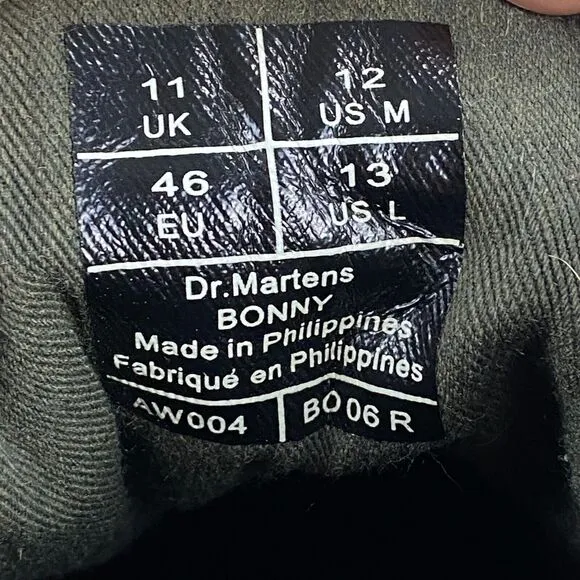 11 12
UK US M
46 13
EU US L
Dr.Martens
BONNY
Made in Philippines
Fabriqué en Philippines
AW004 BO06 R